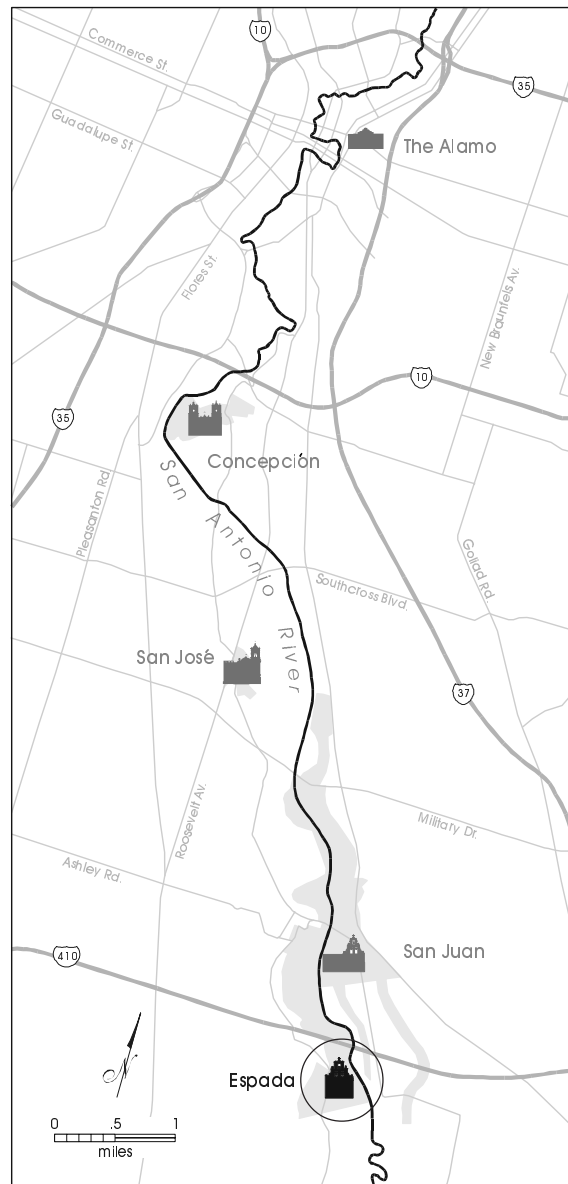 10
Commerce St.
35
Guadalupe St.
The Alamo
Flores St.
New Braunfels Av.
10
35
Concepción
Pleasanton Rd.
San Antonio River
Goliad Rd.
Southcross Blvd.
San José
37
Roosevelt Av.
Military Dr.
Ashley Rd.
San Juan
410
N
Espada
0 .5 1
miles